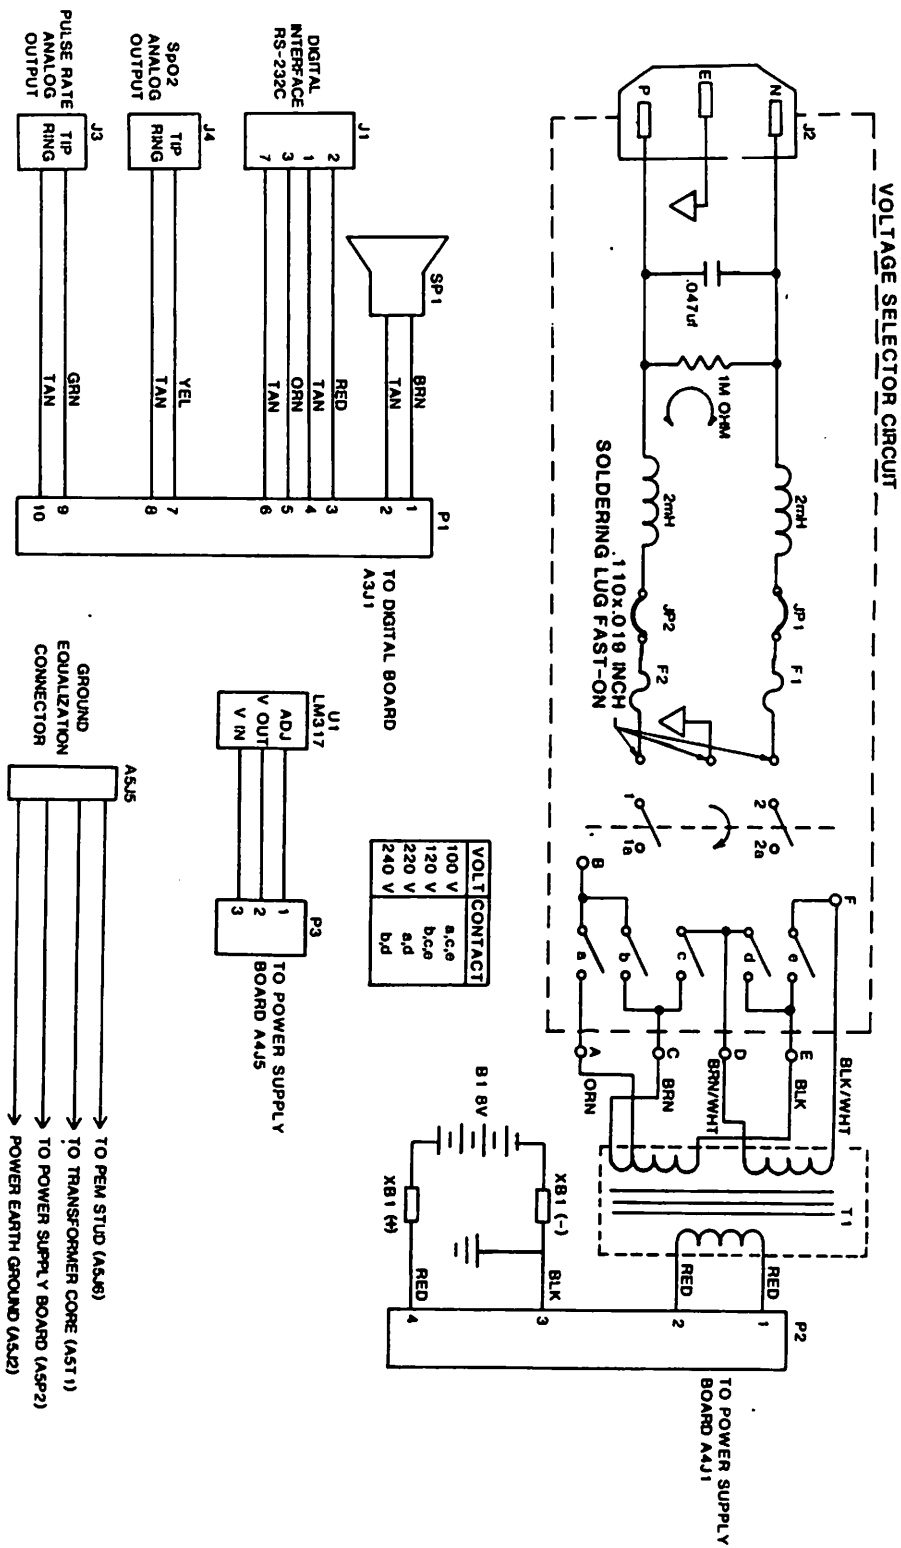 VOLTAGE SELECTOR CIRCUIT
J2
N
E
P
.047uf
1M OHM
2mH
2mH
JP1
JP2
F1
F2
.110x.019 INCH
SOLDERING LUG FAST-ON
2
2a
1
1a
F
B
e
d
c
b
a
E
D
C
A
BLK/WHT
BLK
BRN/WHT
BRN
ORN
T1
RED
RED
P2
1
2
3
4
TO POWER SUPPLY
BOARD A4J1
VOLT CONTACT
100 V a,c,e
120 V b,c,e
220 V a,d
240 V b,d
B1 8V
XB1 (-)
XB1 (+)
BLK
RED
SP1
BRN
TAN
DIGITAL
INTERFACE
RS-232C
J1
2
1
3
7
RED
TAN
ORN
TAN
SpO2
ANALOG
OUTPUT
J4
TIP
RING
YEL
TAN
PULSE RATE
ANALOG
OUTPUT
J3
TIP
RING
GRN
TAN
P1
1
2
3
4
5
6
7
8
9
10
TO DIGITAL BOARD
A3J1
U1
LM317
ADJ
V OUT
V IN
P3
1
2
3
TO POWER SUPPLY
BOARD A4J5
GROUND
EQUALIZATION
CONNECTOR
A5J5
TO PEM STUD (A5J6)
TO TRANSFORMER CORE (A5T1)
TO POWER SUPPLY BOARD (A5P2)
POWER EARTH GROUND (A5J2)